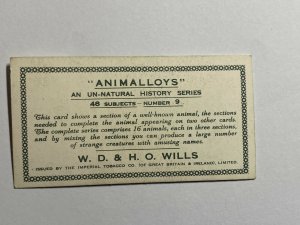 "ANIMALLOYS"
AN UN-NATURAL HISTORY SERIES
48 SUBJECTS—NUMBER 9
This card shows a section of a well-known animal, the sections
needed to complete the animal appearing on two other cards.
The complete series comprises 16 animals, each in three sections,
and by mixing the sections you can produce a large number
of strange creatures with amusing names.
W. D. & H. O. WILLS
ISSUED BY THE IMPERIAL TOBACCO CO. (OF GREAT BRITAIN & IRELAND), LIMITED.